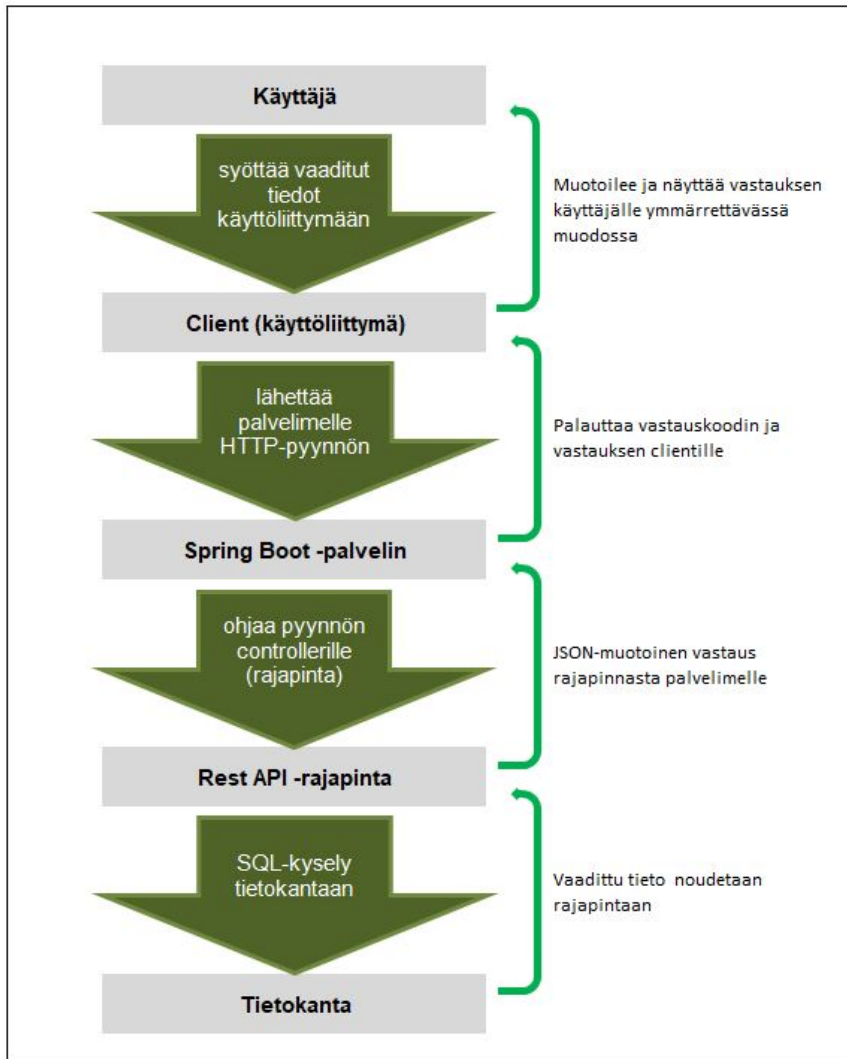 Käyttäjä
syöttää vaaditut
tiedot
käyttöliittymään
Muotoilee ja näyttää vastauksen
käyttäjälle ymmärrettävässä
muodossa
Client (käyttöliittymä)
lähettää
palvelimelle
HTTP-pyynnön
Palauttaa vastauskoodin ja
vastauksen clientille
Spring Boot -palvelin
ohjaa pyynnön
controllerille
(rajapinta)
JSON-muotoinen vastaus
rajapinnasta palvelimelle
Rest API -rajapinta
SQL-kysely
tietokantaan
Vaadittu tieto noudetaan
rajapintaan
Tietokanta